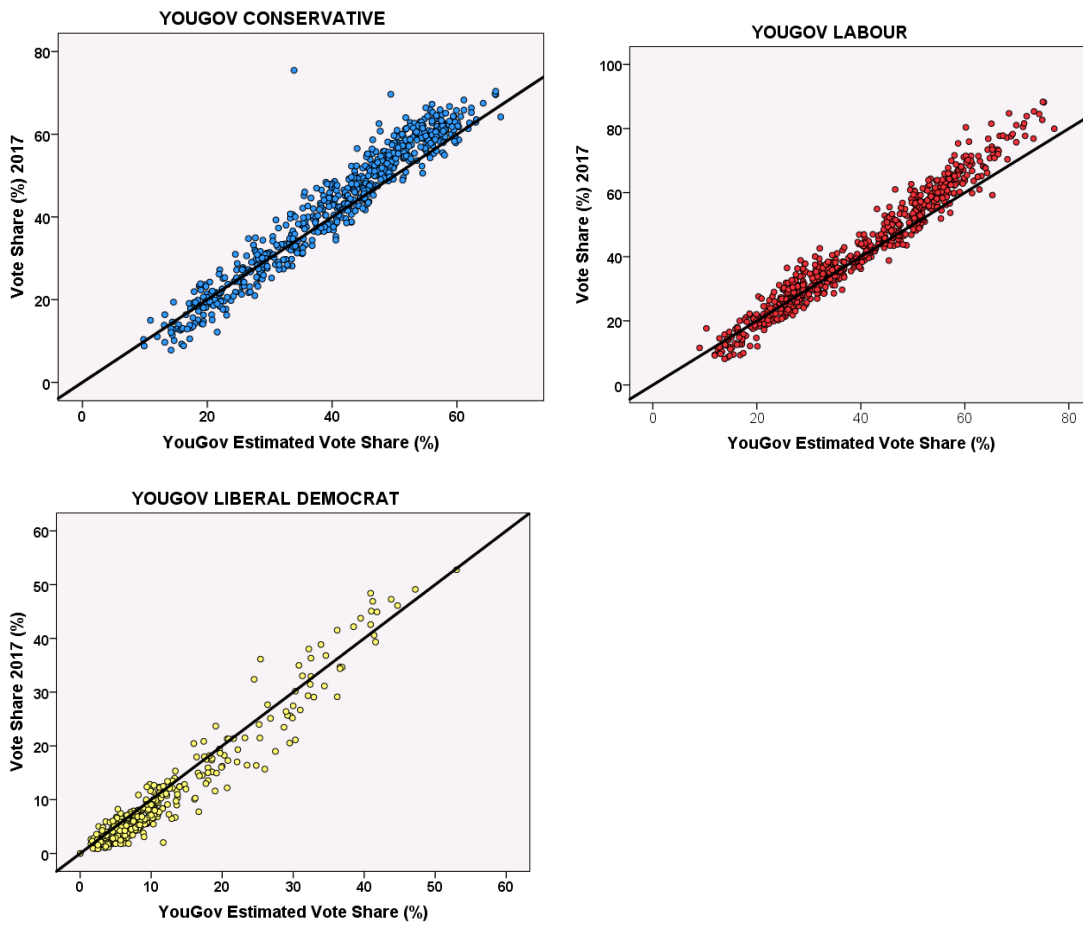 YOUGOV CONSERVATIVE
80
60
40
20
0
0 20 40 60
Vote Share (%) 2017
YouGov Estimated Vote Share (%)
YOUGOV LABOUR
100
80
60
40
20
0
0 20 40 60 80
Vote Share (%) 2017
YouGov Estimated Vote Share (%)
YOUGOV LIBERAL DEMOCRAT
60
50
40
30
20
10
0
0 10 20 30 40 50 60
Vote Share 2017 (%)
YouGov Estimated Vote Share (%)